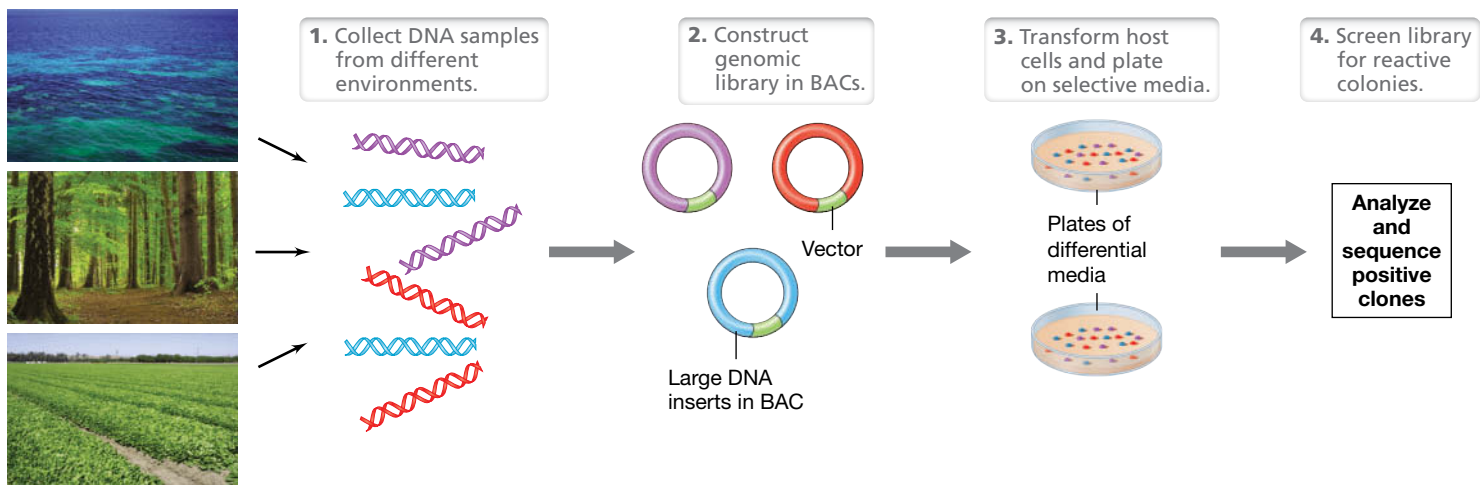 1. Collect DNA samples
from different
environments.
2. Construct
genomic
library in BACs.
3. Transform host
cells and plate
on selective media.
4. Screen library
for reactive
colonies.
Vector
Large DNA
inserts in BAC
Plates of
differential
media
Analyze
and
sequence
positive
clones